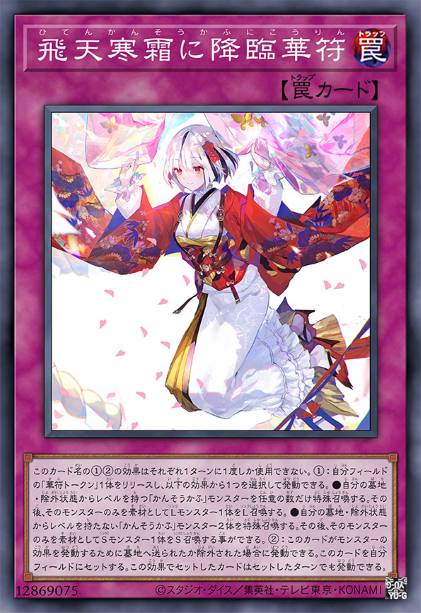 ひてんかんそうかふにこうりん
飛天寒霜に降臨華符
トラップ
罠
トラップ
【罠カード】
このカード名の①②の効果はそれぞれ1ターンに1度しか使用できない。①：自分フィールド
の「華符トークン」1体をリリースし、以下の効果から1つを選択して発動できる。●自分の墓地
・除外状態からレベルを持つ「かんそうかふ」モンスターを任意の数だけ特殊召喚する。その
後、そのモンスターのみを素材としてLモンスター1体をL召喚する。●自分の墓地・除外状態
からレベルを持たない「かんそうかふ」モンスター2体を特殊召喚する。その後、そのモンスター
のみを素材としてSモンスター1体をS召喚する事ができる。②：このカードがモンスターの
効果を発動するために墓地へ送られたか除外された場合に発動できる。このカードを自分
フィールドにセットする。この効果でセットしたカードはセットしたターンでも発動できる。
12869075
©スタジオ・ダイス/集英社・テレビ東京・KONAMI